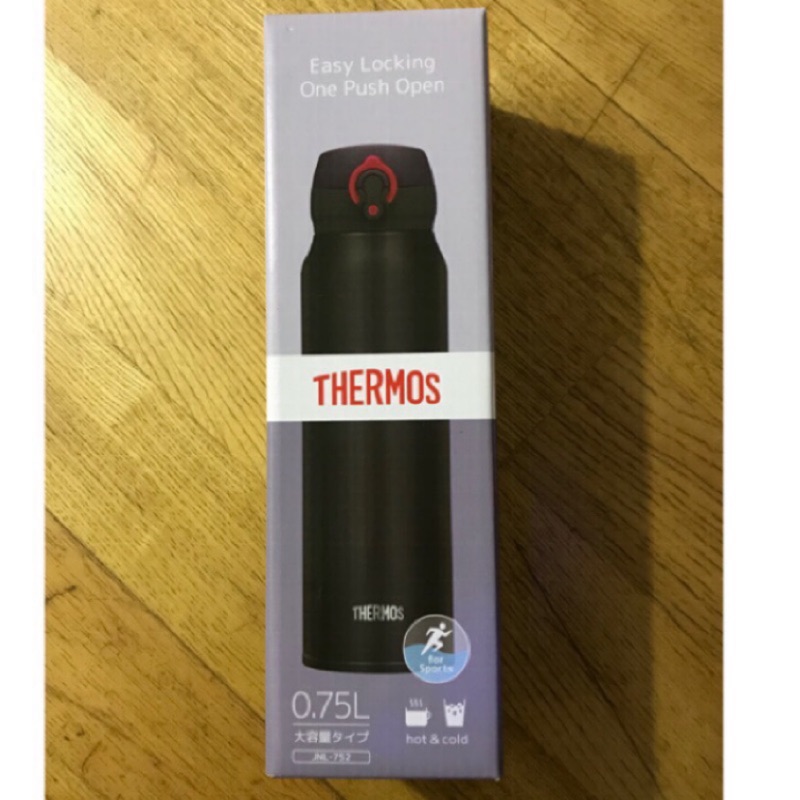 Easy Locking
One Push Open
THERMOS
THERMOS
for
Sports
0.75L
大容量タイプ
JNL-752
hot & cold